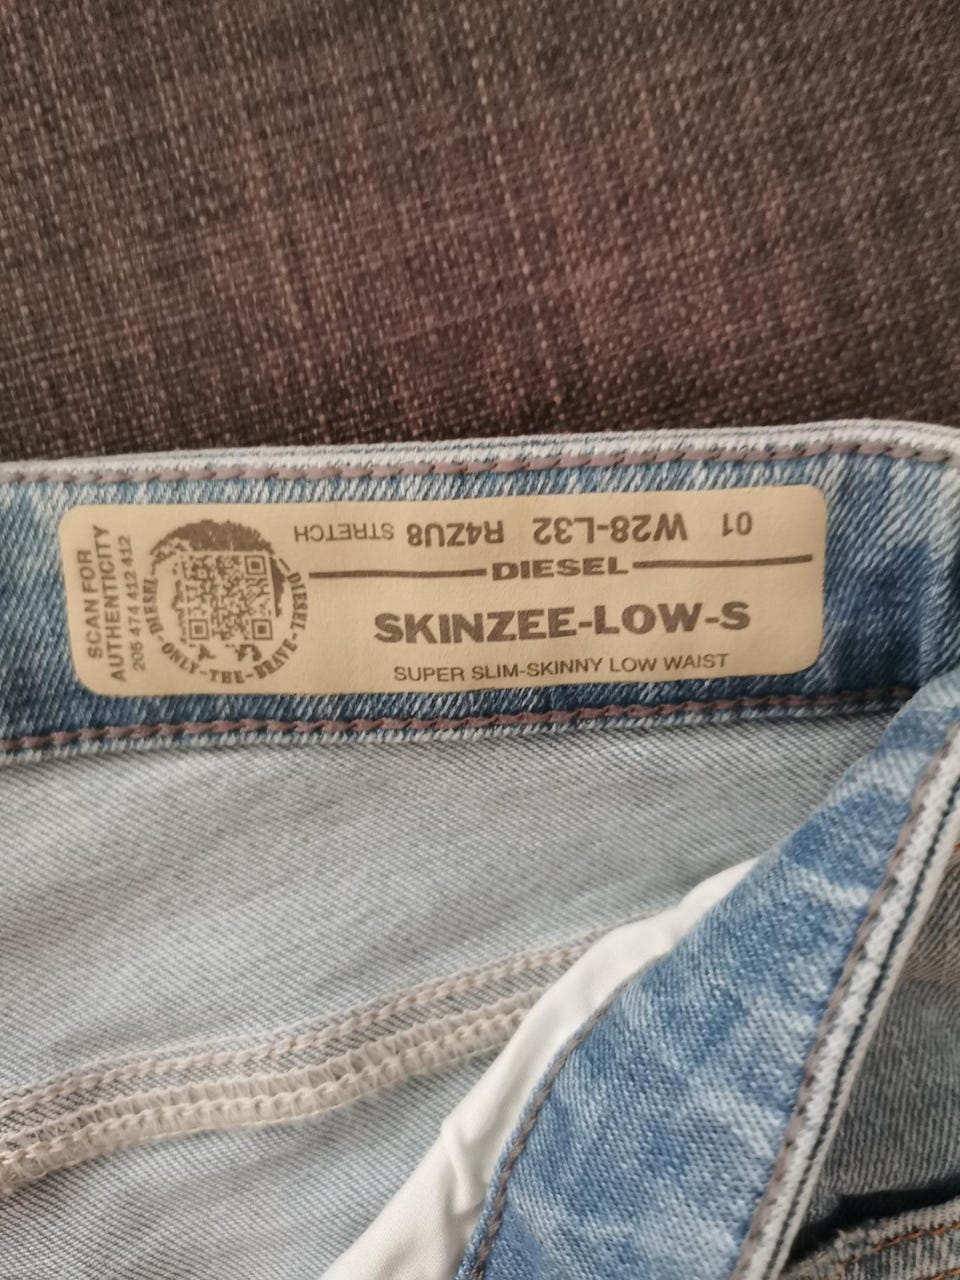 SCAN FOR
AUTHENTICITY
205 474 412 412
DIESEL
ONLY-THE-BRAVE-THE-DIESEL
01 W28-L32 R4ZU8 STRETCH
DIESEL
SKINZEE-LOW-S
SUPER SLIM-SKINNY LOW WAIST